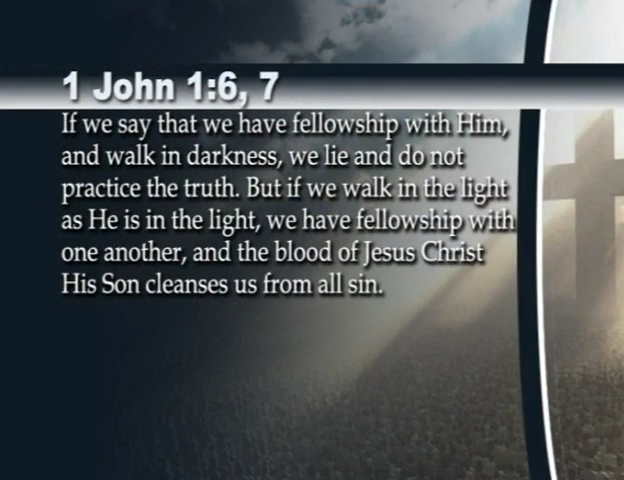 1 John 1:6, 7
If we say that we have fellowship with Him,
and walk in darkness, we lie and do not
practice the truth. But if we walk in the light
as He is in the light, we have fellowship with
one another, and the blood of Jesus Christ
His Son cleanses us from all sin.